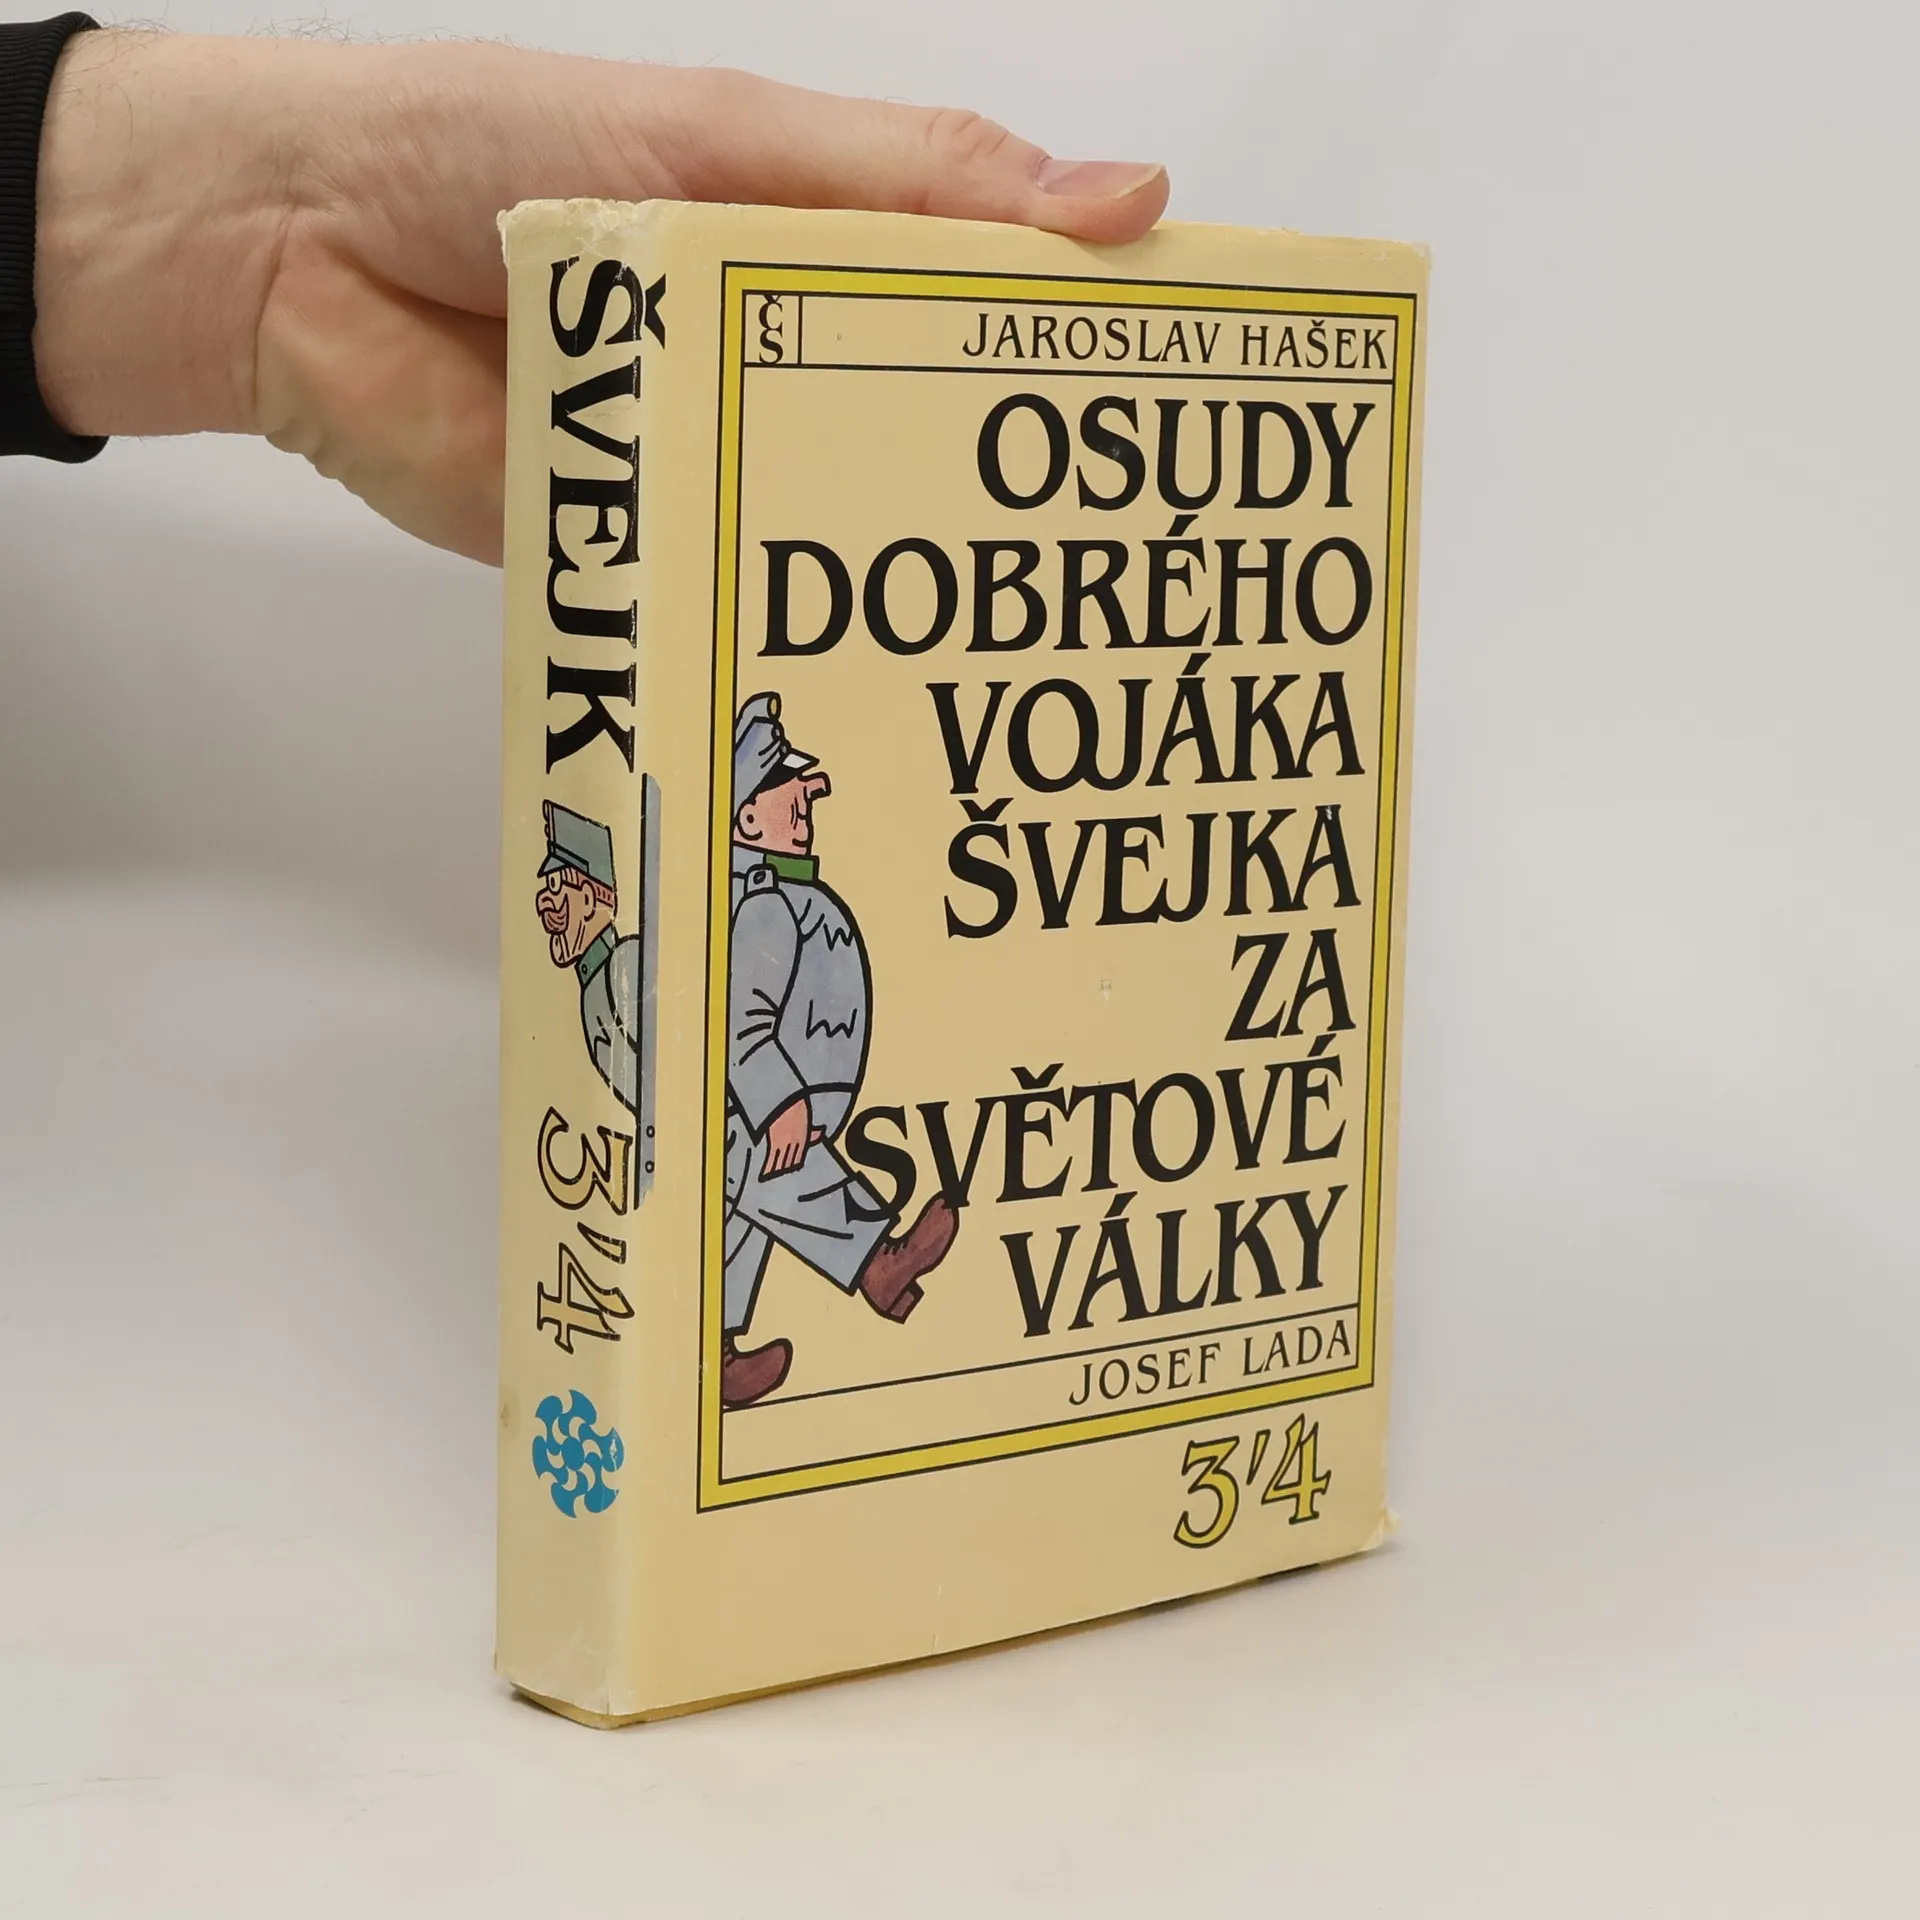 ŠVEJK 3'4
ČS
JAROSLAV HAŠEK
OSUDY
DOBRÉHO
VOJÁKA
ŠVEJKA
ZA
SVĚTOVÉ
VÁLKY
JOSEF LADA
3'4